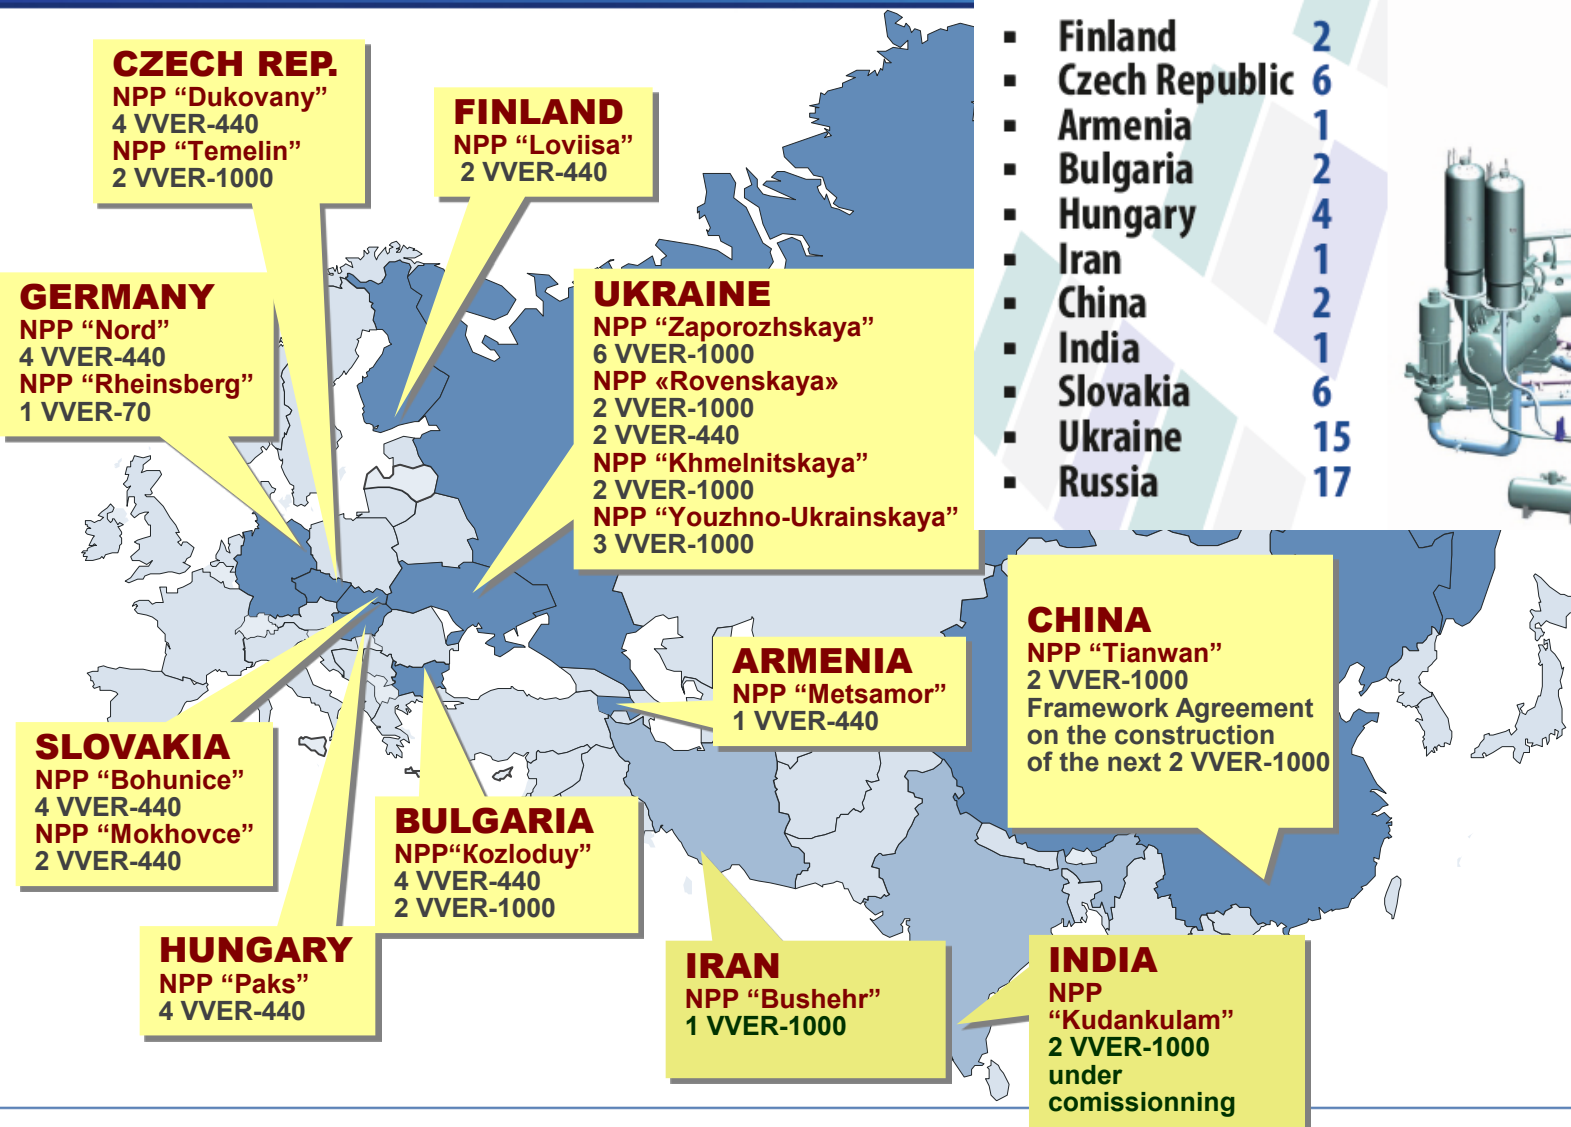 CZECH REP.
NPP “Dukovany”
4 VVER-440
NPP “Temelin”
2 VVER-1000
FINLAND
NPP “Loviisa”
2 VVER-440
▪ Finland 2
▪ Czech Republic 6
▪ Armenia 1
▪ Bulgaria 2
▪ Hungary 4
▪ Iran 1
▪ China 2
▪ India 1
▪ Slovakia 6
▪ Ukraine 15
▪ Russia 17
GERMANY
NPP “Nord”
4 VVER-440
NPP “Rheinsberg”
1 VVER-70
UKRAINE
NPP “Zaporozhskaya”
6 VVER-1000
NPP «Rovenskaya»
2 VVER-1000
2 VVER-440
NPP “Khmelnitskaya”
2 VVER-1000
NPP “Youzhno-Ukrainskaya”
3 VVER-1000
CHINA
NPP “Tianwan”
2 VVER-1000
Framework Agreement
on the construction
of the next 2 VVER-1000
ARMENIA
NPP “Metsamor”
1 VVER-440
SLOVAKIA
NPP “Bohunice”
4 VVER-440
NPP “Mokhovce”
2 VVER-440
BULGARIA
NPP“Kozloduy”
4 VVER-440
2 VVER-1000
HUNGARY
NPP “Paks”
4 VVER-440
IRAN
NPP “Bushehr”
1 VVER-1000
INDIA
NPP
“Kudankulam”
2 VVER-1000
under
comissionning